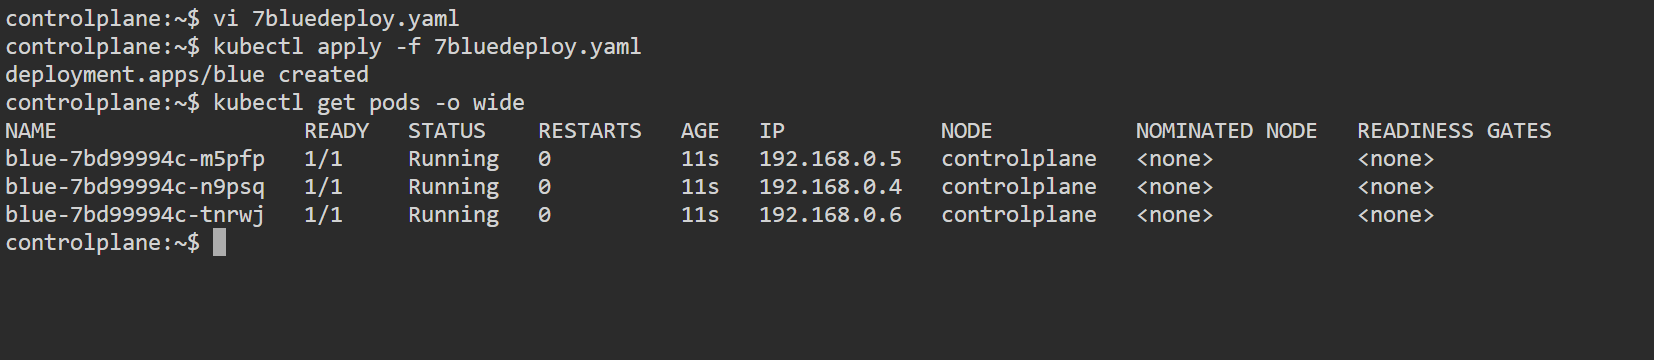 controlplane:~$ vi 7bluedeploy.yaml
controlplane:~$ kubectl apply -f 7bluedeploy.yaml
deployment.apps/blue created
controlplane:~$ kubectl get pods -o wide
NAME                   READY   STATUS    RESTARTS   AGE   IP            NODE           NOMINATED NODE   READINESS GATES
blue-7bd99994c-m5pfp   1/1     Running   0          11s   192.168.0.5   controlplane   <none>           <none>
blue-7bd99994c-n9psq   1/1     Running   0          11s   192.168.0.4   controlplane   <none>           <none>
blue-7bd99994c-tnrwj   1/1     Running   0          11s   192.168.0.6   controlplane   <none>           <none>
controlplane:~$